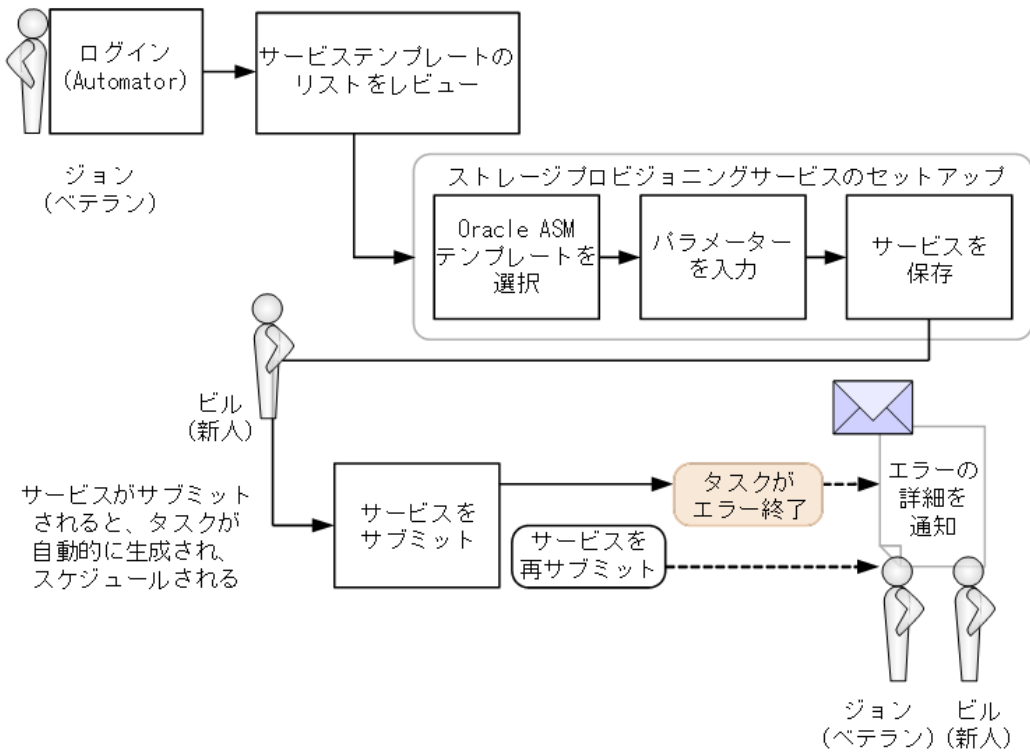 ログイン
(Automator)
サービステンプレートの
リストをレビュー
ジョン
(ベテラン)
ストレージプロビジョニングサービスのセットアップ
Oracle ASM
テンプレートを
選択
パラメーター
を入力
サービスを
保存
ビル
(新人)
サービスがサブミット
されると、タスクが
自動的に生成され、
スケジュールされる
サービスを
サブミット
タスクが
エラー終了
エラーの
詳細を
通知
サービスを
再サブミット
ジョン
(ベテラン)
ビル
(新人)